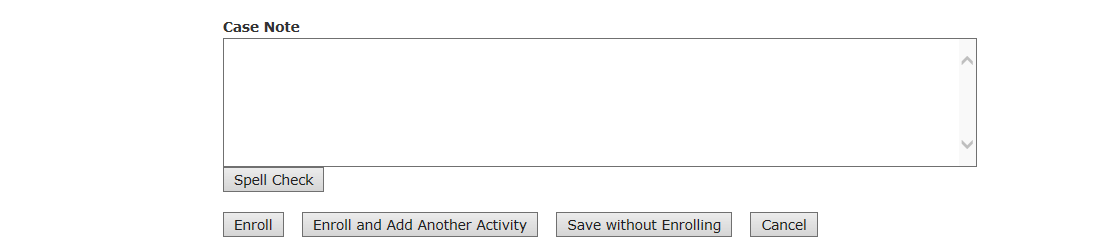 Case Note
Spell Check
Enroll Enroll and Add Another Activity Save without Enrolling Cancel